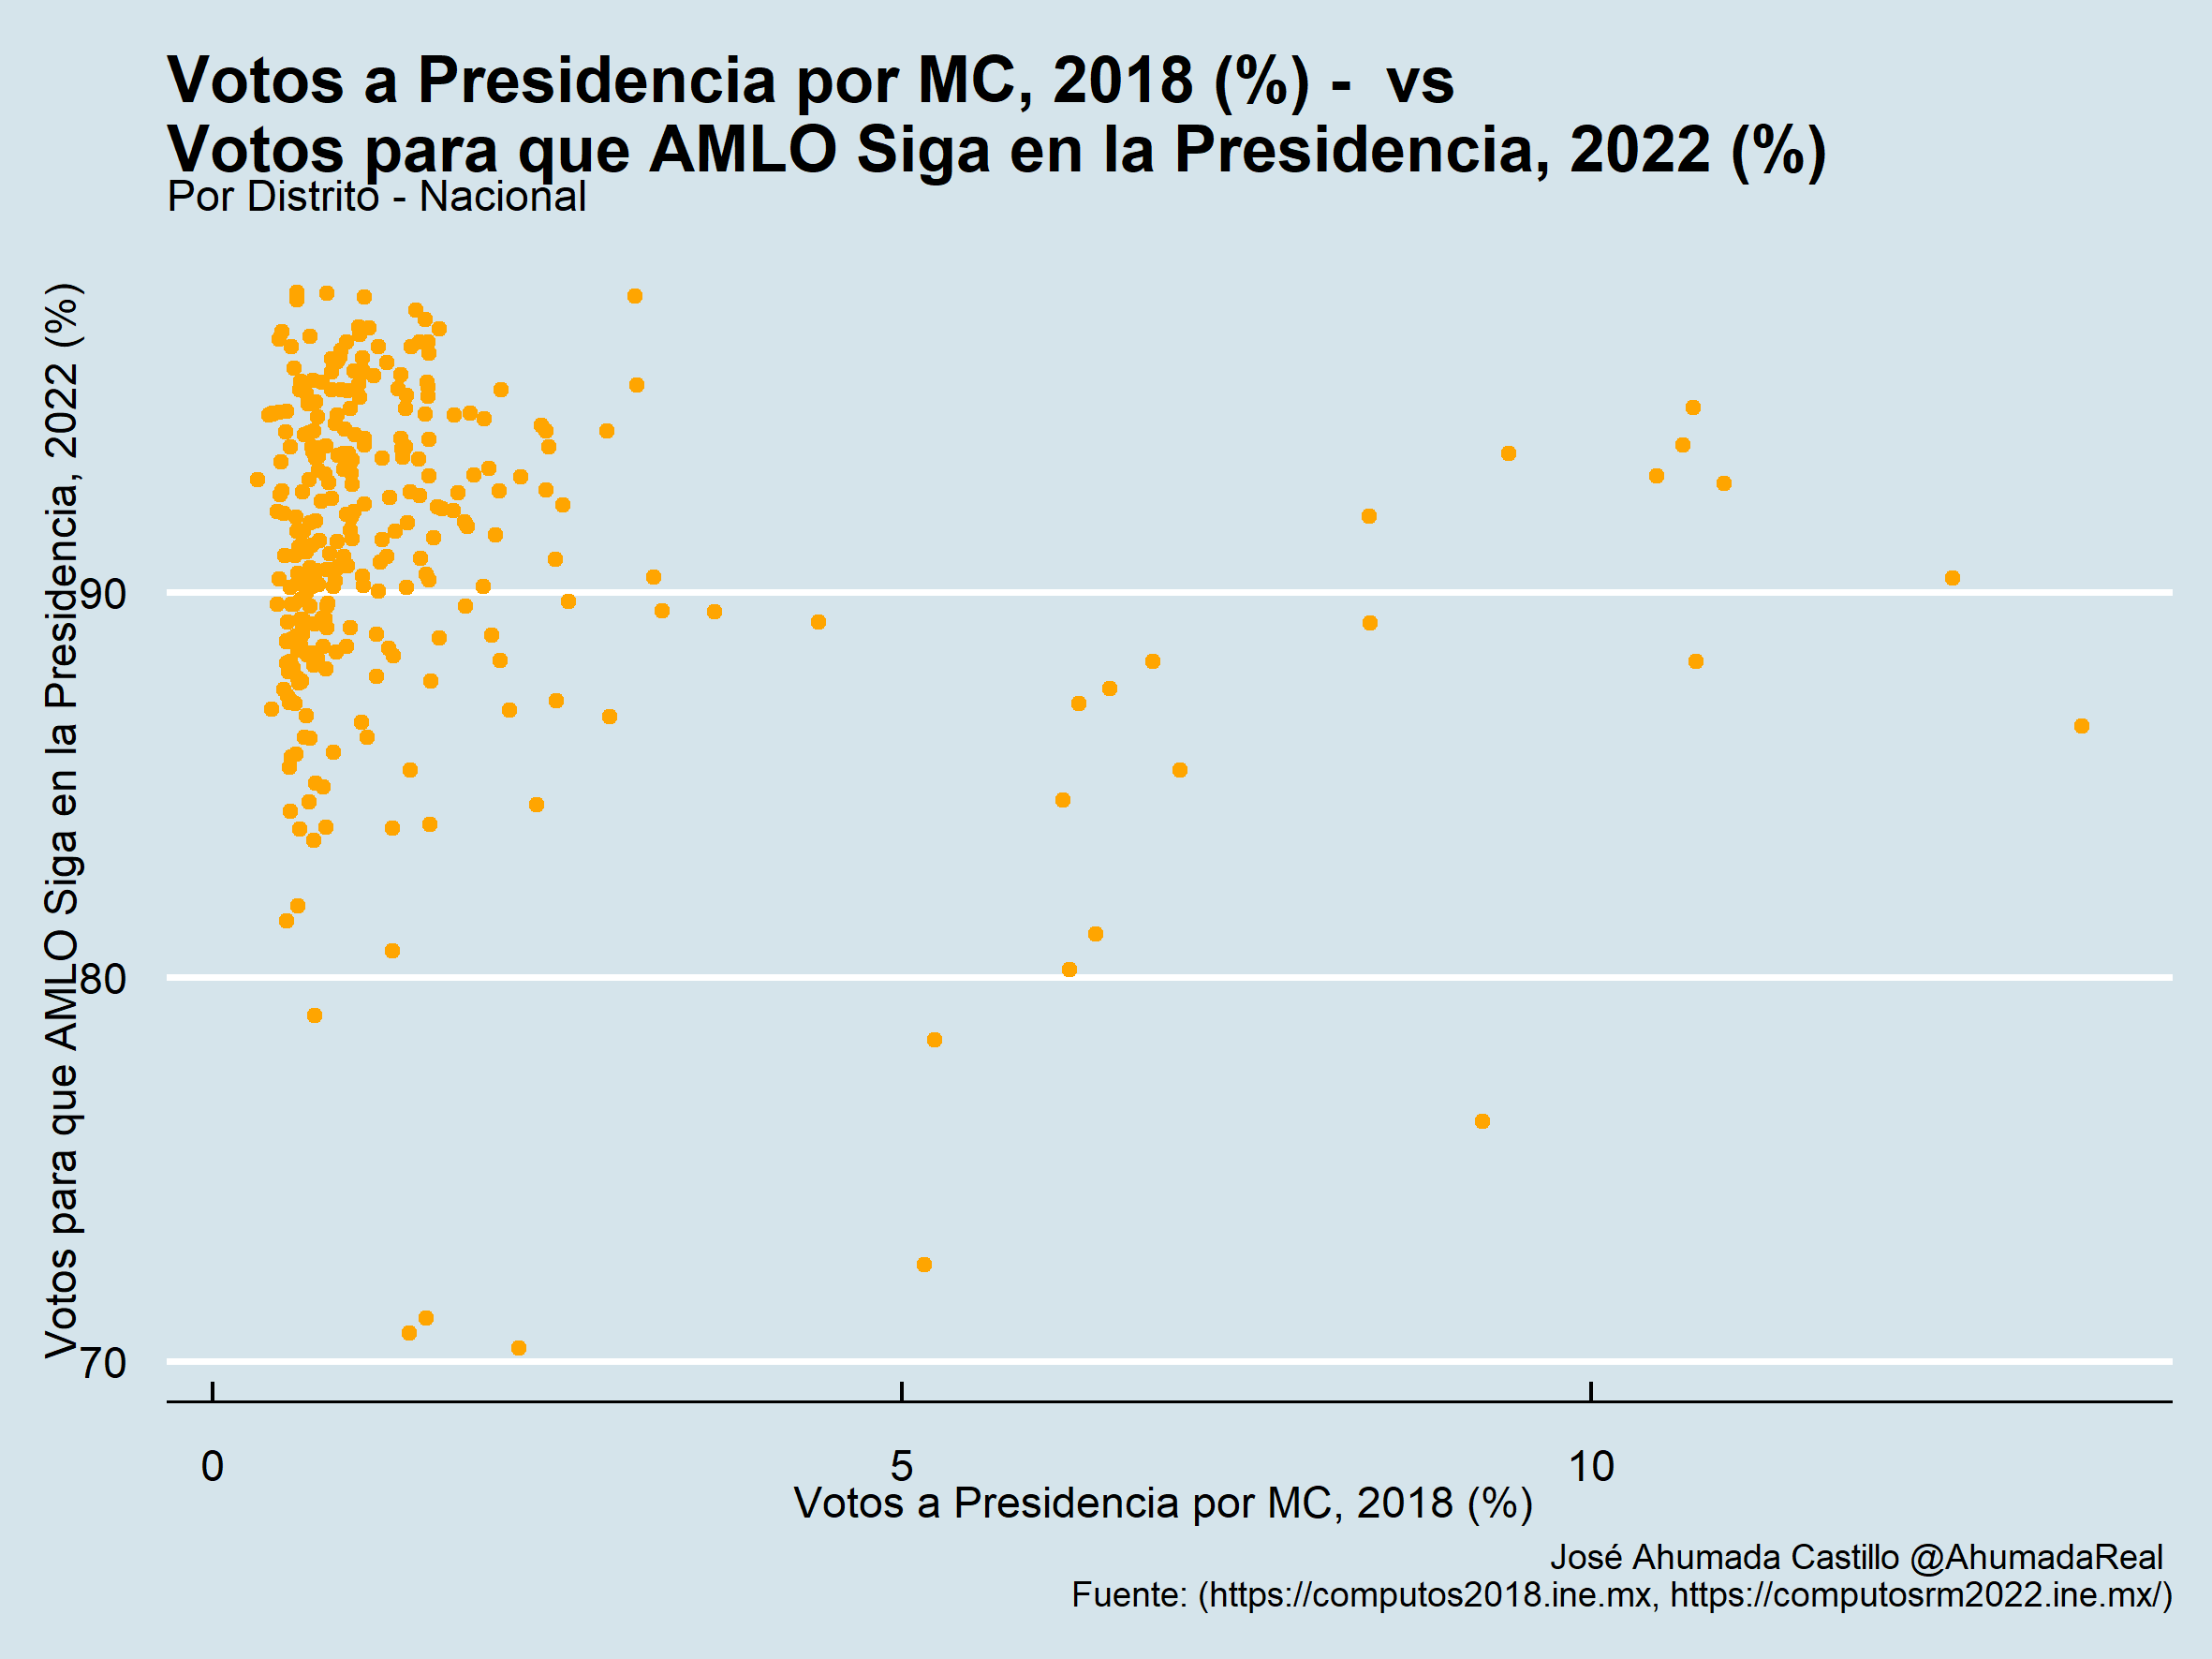 Votos a Presidencia por MC, 2018 (%) -  vs
Votos para que AMLO Siga en la Presidencia, 2022 (%)
Por Distrito - Nacional
Votos para que AMLO Siga en la Presidencia, 2022 (%)
90
80
70
0 5 10
Votos a Presidencia por MC, 2018 (%)
José Ahumada Castillo @AhumadaReal
Fuente: (https://computos2018.ine.mx, https://computosrm2022.ine.mx/)